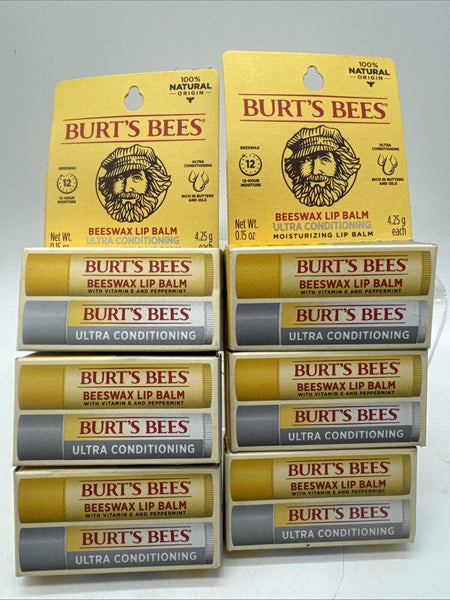 100%
NATURAL
ORIGIN
BURT'S BEES®
BEESWAX
12
12-HOUR
MOISTURE
ULTRA
CONDITIONING
RICH IN BUTTERS
AND OILS
BEESWAX LIP BALM
ULTRA CONDITIONING
Net Wt.
0.15 oz
4.25 g
each
BURT'S BEES®
BEESWAX LIP BALM
WITH VITAMIN E AND PEPPERMINT
BURT'S BEES®
ULTRA CONDITIONING
BURT'S BEES®
BEESWAX LIP BALM
WITH VITAMIN E AND PEPPERMINT
BURT'S BEES®
ULTRA CONDITIONING
BURT'S BEES®
BEESWAX LIP BALM
WITH VITAMIN E AND PEPPERMINT
BURT'S BEES®
ULTRA CONDITIONING
100%
NATURAL
ORIGIN
BURT'S BEES®
BEESWAX
12
12-HOUR
MOISTURE
ULTRA
CONDITIONING
RICH IN BUTTERS
AND OILS
BEESWAX LIP BALM
ULTRA CONDITIONING
MOISTURIZING LIP BALM
Net Wt.
0.15 oz
4.25 g
each
BURT'S BEES®
BEESWAX LIP BALM
WITH VITAMIN E AND PEPPERMINT
BURT'S BEES®
ULTRA CONDITIONING
BURT'S BEES®
BEESWAX LIP BALM
WITH VITAMIN E AND PEPPERMINT
BURT'S BEES®
ULTRA CONDITIONING
BURT'S BEES®
BEESWAX LIP BALM
WITH VITAMIN E AND PEPPERMINT
BURT'S BEES®
ULTRA CONDITIONING